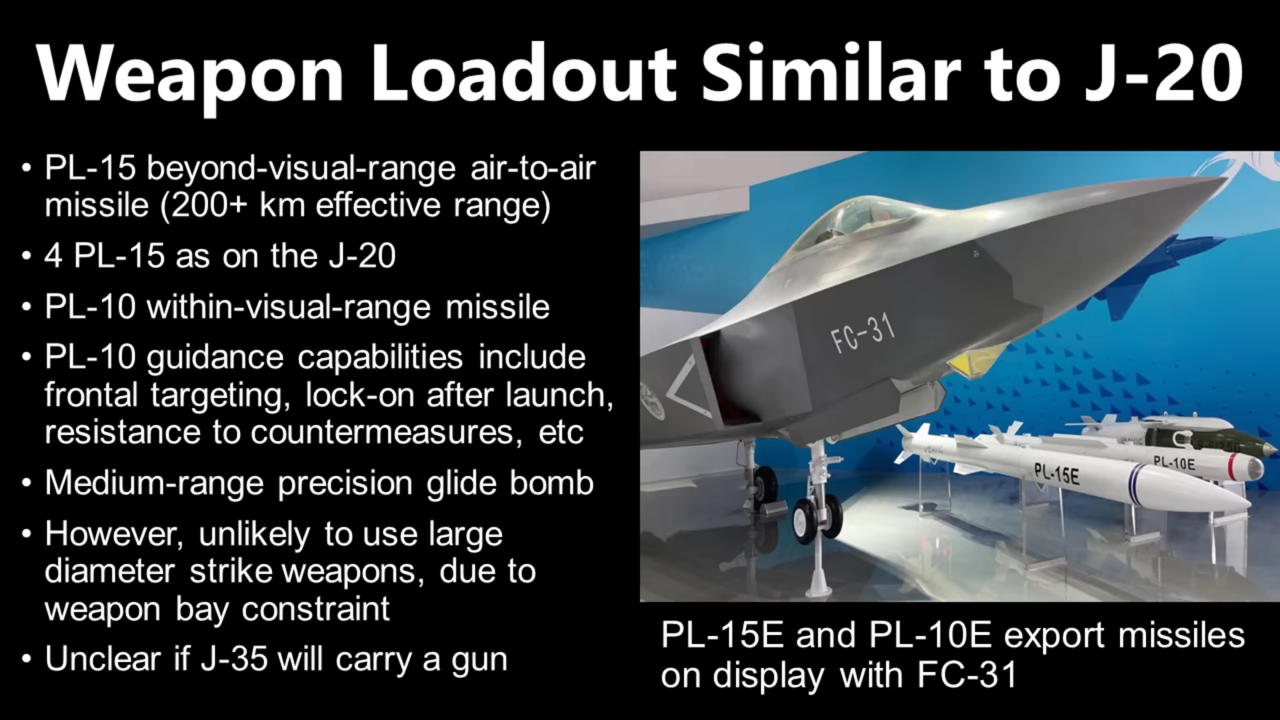 Weapon Loadout Similar to J-20
• PL-15 beyond-visual-range air-to-air
missile (200+ km effective range)
• 4 PL-15 as on the J-20
• PL-10 within-visual-range missile
• PL-10 guidance capabilities include
frontal targeting, lock-on after launch,
resistance to countermeasures, etc
• Medium-range precision glide bomb
• However, unlikely to use large
diameter strike weapons, due to
weapon bay constraint
• Unclear if J-35 will carry a gun
FC-31
PL-15E
PL-10E
PL-15E and PL-10E export missiles
on display with FC-31